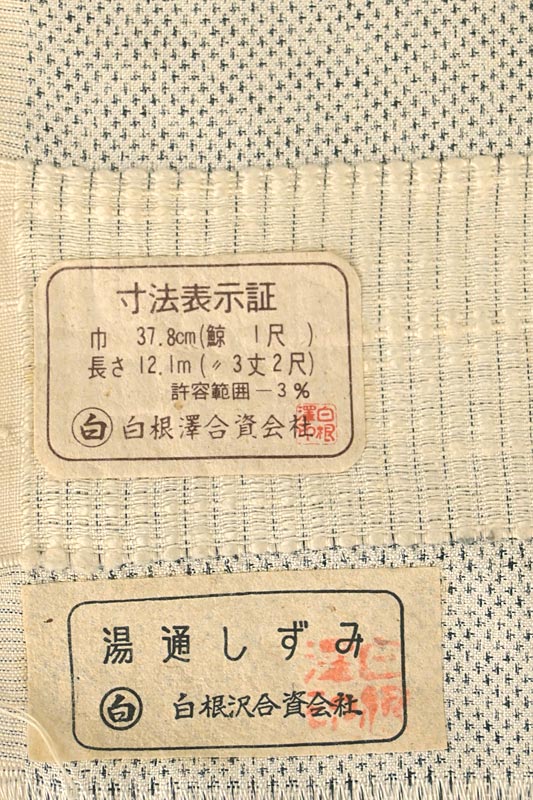 寸法表示証
巾 37.8cm(鯨 1尺 )
長さ 12.1m(〃3丈2尺)
許容範囲-3%
白 白根澤合資会社
白根澤
湯通しずみ
白 白根沢合資会社